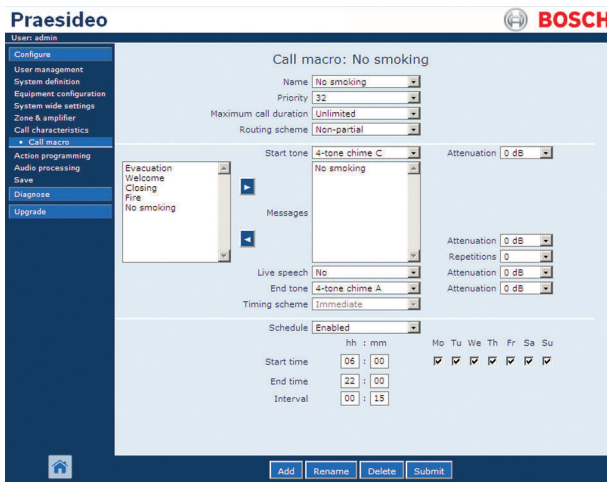 Praesideo
BOSCH
User: admin
Configure
User management
System definition
Equipment configuration
System wide settings
Zone & amplifier
Call characteristics
• Call macro
Action programming
Audio processing
Save
Diagnose
Upgrade
Call macro: No smoking
Name No smoking
Priority 32
Maximum call duration Unlimited
Routing scheme Non-partial
Start tone 4-tone chime C Attenuation 0 dB
Evacuation
Welcome
Closing
Fire
No smoking
Messages
No smoking
Attenuation 0 dB
Repetitions 0
Live speech No Attenuation 0 dB
End tone 4-tone chime A Attenuation 0 dB
Timing scheme Immediate
Schedule Enabled
hh : mm Mo Tu We Th Fr Sa Su
Start time 06 : 00
End time 22 : 00
Interval 00 : 15
Add Rename Delete Submit